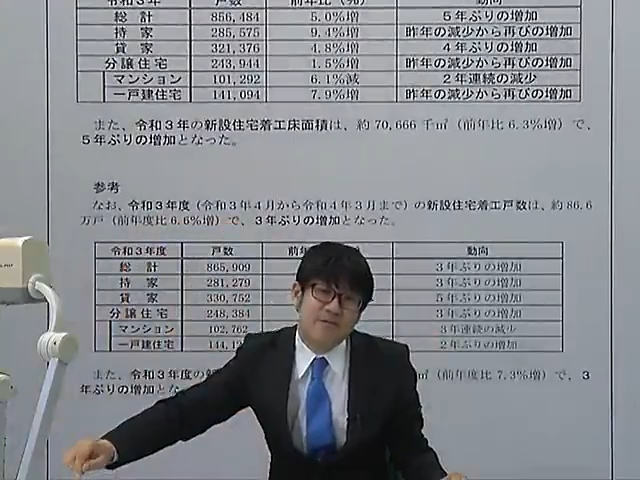 令和3年 戸数 前年比（%） 動向
総計 856,484 5.0%増 5年ぶりの増加
持家 285,575 9.4%増 昨年の減少から再びの増加
貸家 321,376 4.8%増 4年ぶりの増加
分譲住宅 243,944 1.5%増 昨年の減少から再びの増加
マンション 101,292 6.1%減 2年連続の減少
一戸建住宅 141,094 7.9%増 昨年の減少から再びの増加
また、令和3年の新設住宅着工床面積は、約70,666千㎡（前年比6.3%増）で、
5年ぶりの増加となった。
参考
なお、令和3年度（令和3年4月から令和4年3月まで）の新設住宅着工戸数は、約86.6
万戸（前年度比6.6%増）で、3年ぶりの増加となった。
令和3年度 戸数 前年 動向
総計 865,909 3年ぶりの増加
持家 281,279 3年ぶりの増加
貸家 330,752 5年ぶりの増加
分譲住宅 248,384 3年ぶりの増加
マンション 102,762 3年連続の減少
一戸建住宅 144,1 2年ぶりの増加
また、令和3年度の新 ㎡（前年度比7.3%増）で、3
年ぶりの増加とな